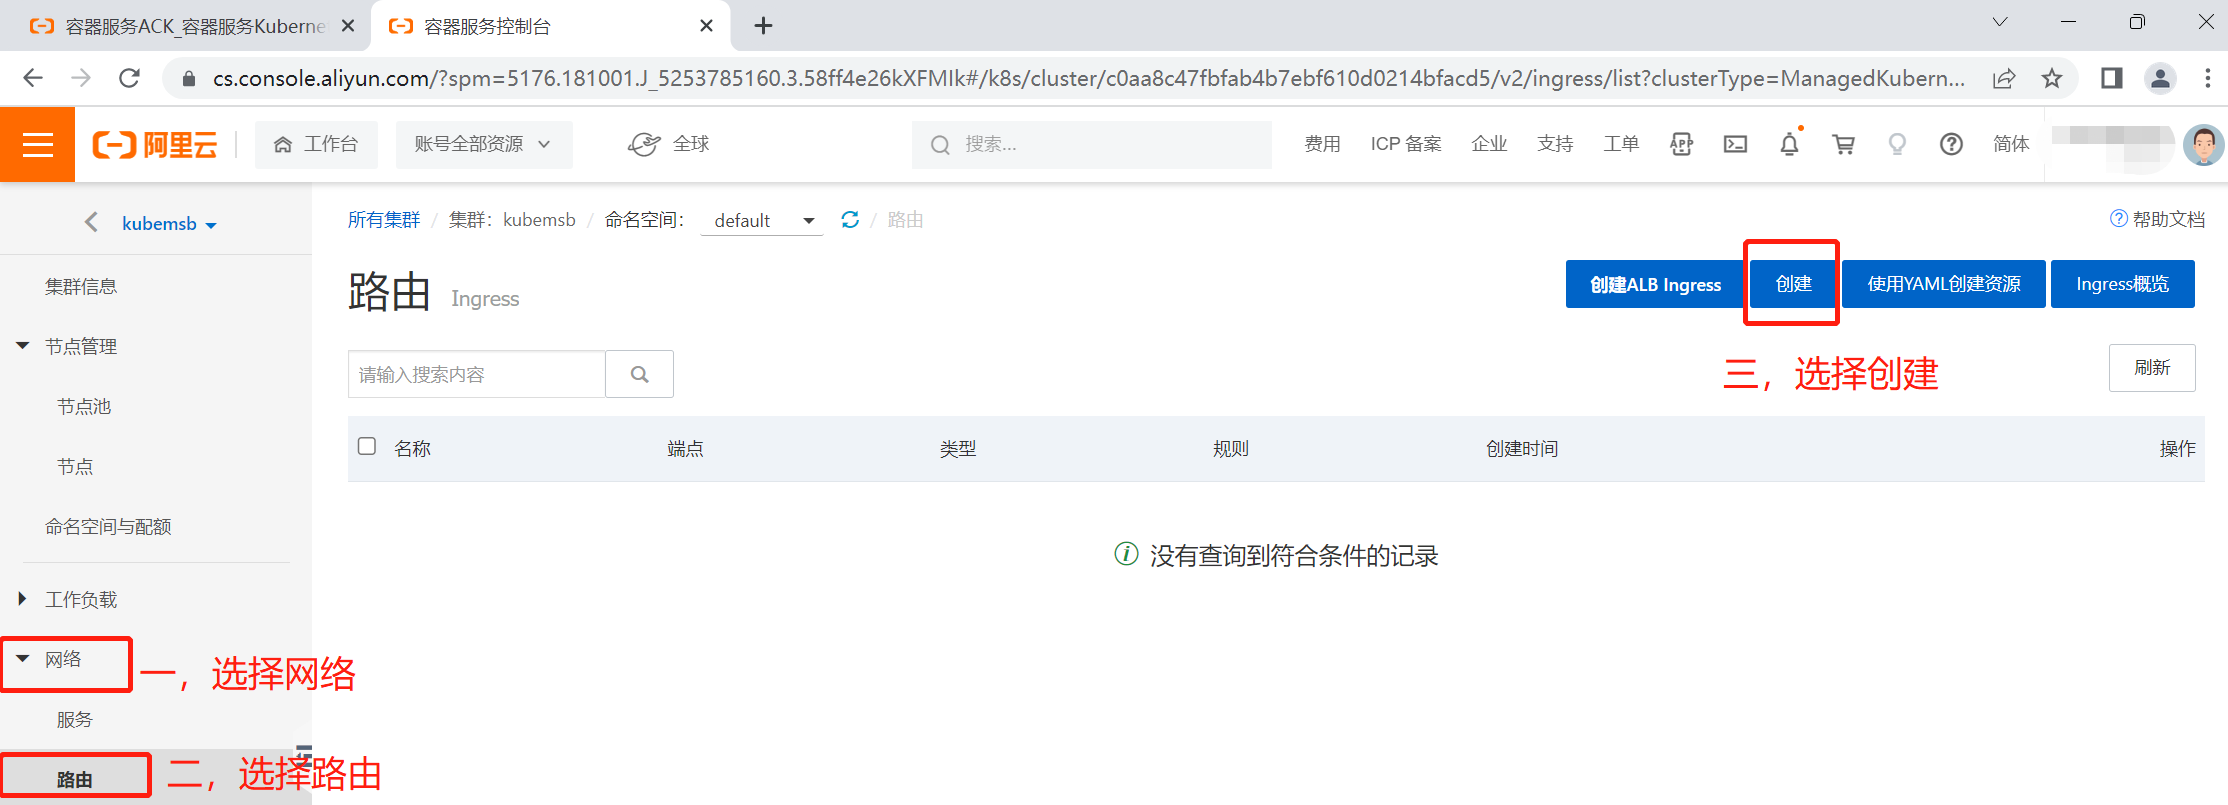 容器服务ACK_容器服务Kuberne
容器服务控制台
cs.console.aliyun.com/?spm=5176.181001.J_5253785160.3.58ff4e26kXFMIk#/k8s/cluster/c0aa8c47fbfab4b7ebf610d0214bfacd5/v2/ingress/list?clusterType=ManagedKubern...
阿里云 工作台 账号全部资源 全球 搜索... 费用 ICP 备案 企业 支持 工单 APP 简体
kubemsb
所有集群 / 集群：kubemsb / 命名空间： default / 路由 帮助文档
集群信息
路由 Ingress
创建ALB Ingress 创建 使用YAML创建资源 Ingress概览
节点管理
三，选择创建
刷新
请输入搜索内容
节点池
名称 端点 类型 规则 创建时间 操作
节点
命名空间与配额
没有查询到符合条件的记录
工作负载
网络
一，选择网络
服务
路由
二，选择路由